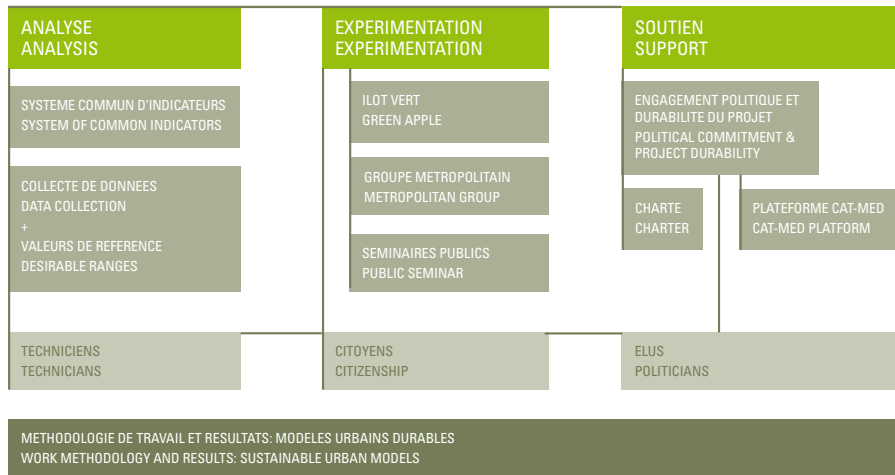 ANALYSE
ANALYSIS
SYSTEME COMMUN D'INDICATEURS
SYSTEM OF COMMON INDICATORS
COLLECTE DE DONNEES
DATA COLLECTION
+
VALEURS DE REFERENCE
DESIRABLE RANGES
TECHNICIENS
TECHNICIANS
EXPERIMENTATION
EXPERIMENTATION
ILOT VERT
GREEN APPLE
GROUPE METROPOLITAIN
METROPOLITAN GROUP
SEMINAIRES PUBLICS
PUBLIC SEMINAR
CITOYENS
CITIZENSHIP
SOUTIEN
SUPPORT
ENGAGEMENT POLITIQUE ET
DURABILITE DU PROJET
POLITICAL COMMITMENT &
PROJECT DURABILITY
CHARTE
CHARTER
PLATEFORME CAT-MED
CAT-MED PLATFORM
ELUS
POLITICIANS
METHODOLOGIE DE TRAVAIL ET RESULTATS: MODELES URBAINS DURABLES
WORK METHODOLOGY AND RESULTS: SUSTAINABLE URBAN MODELS